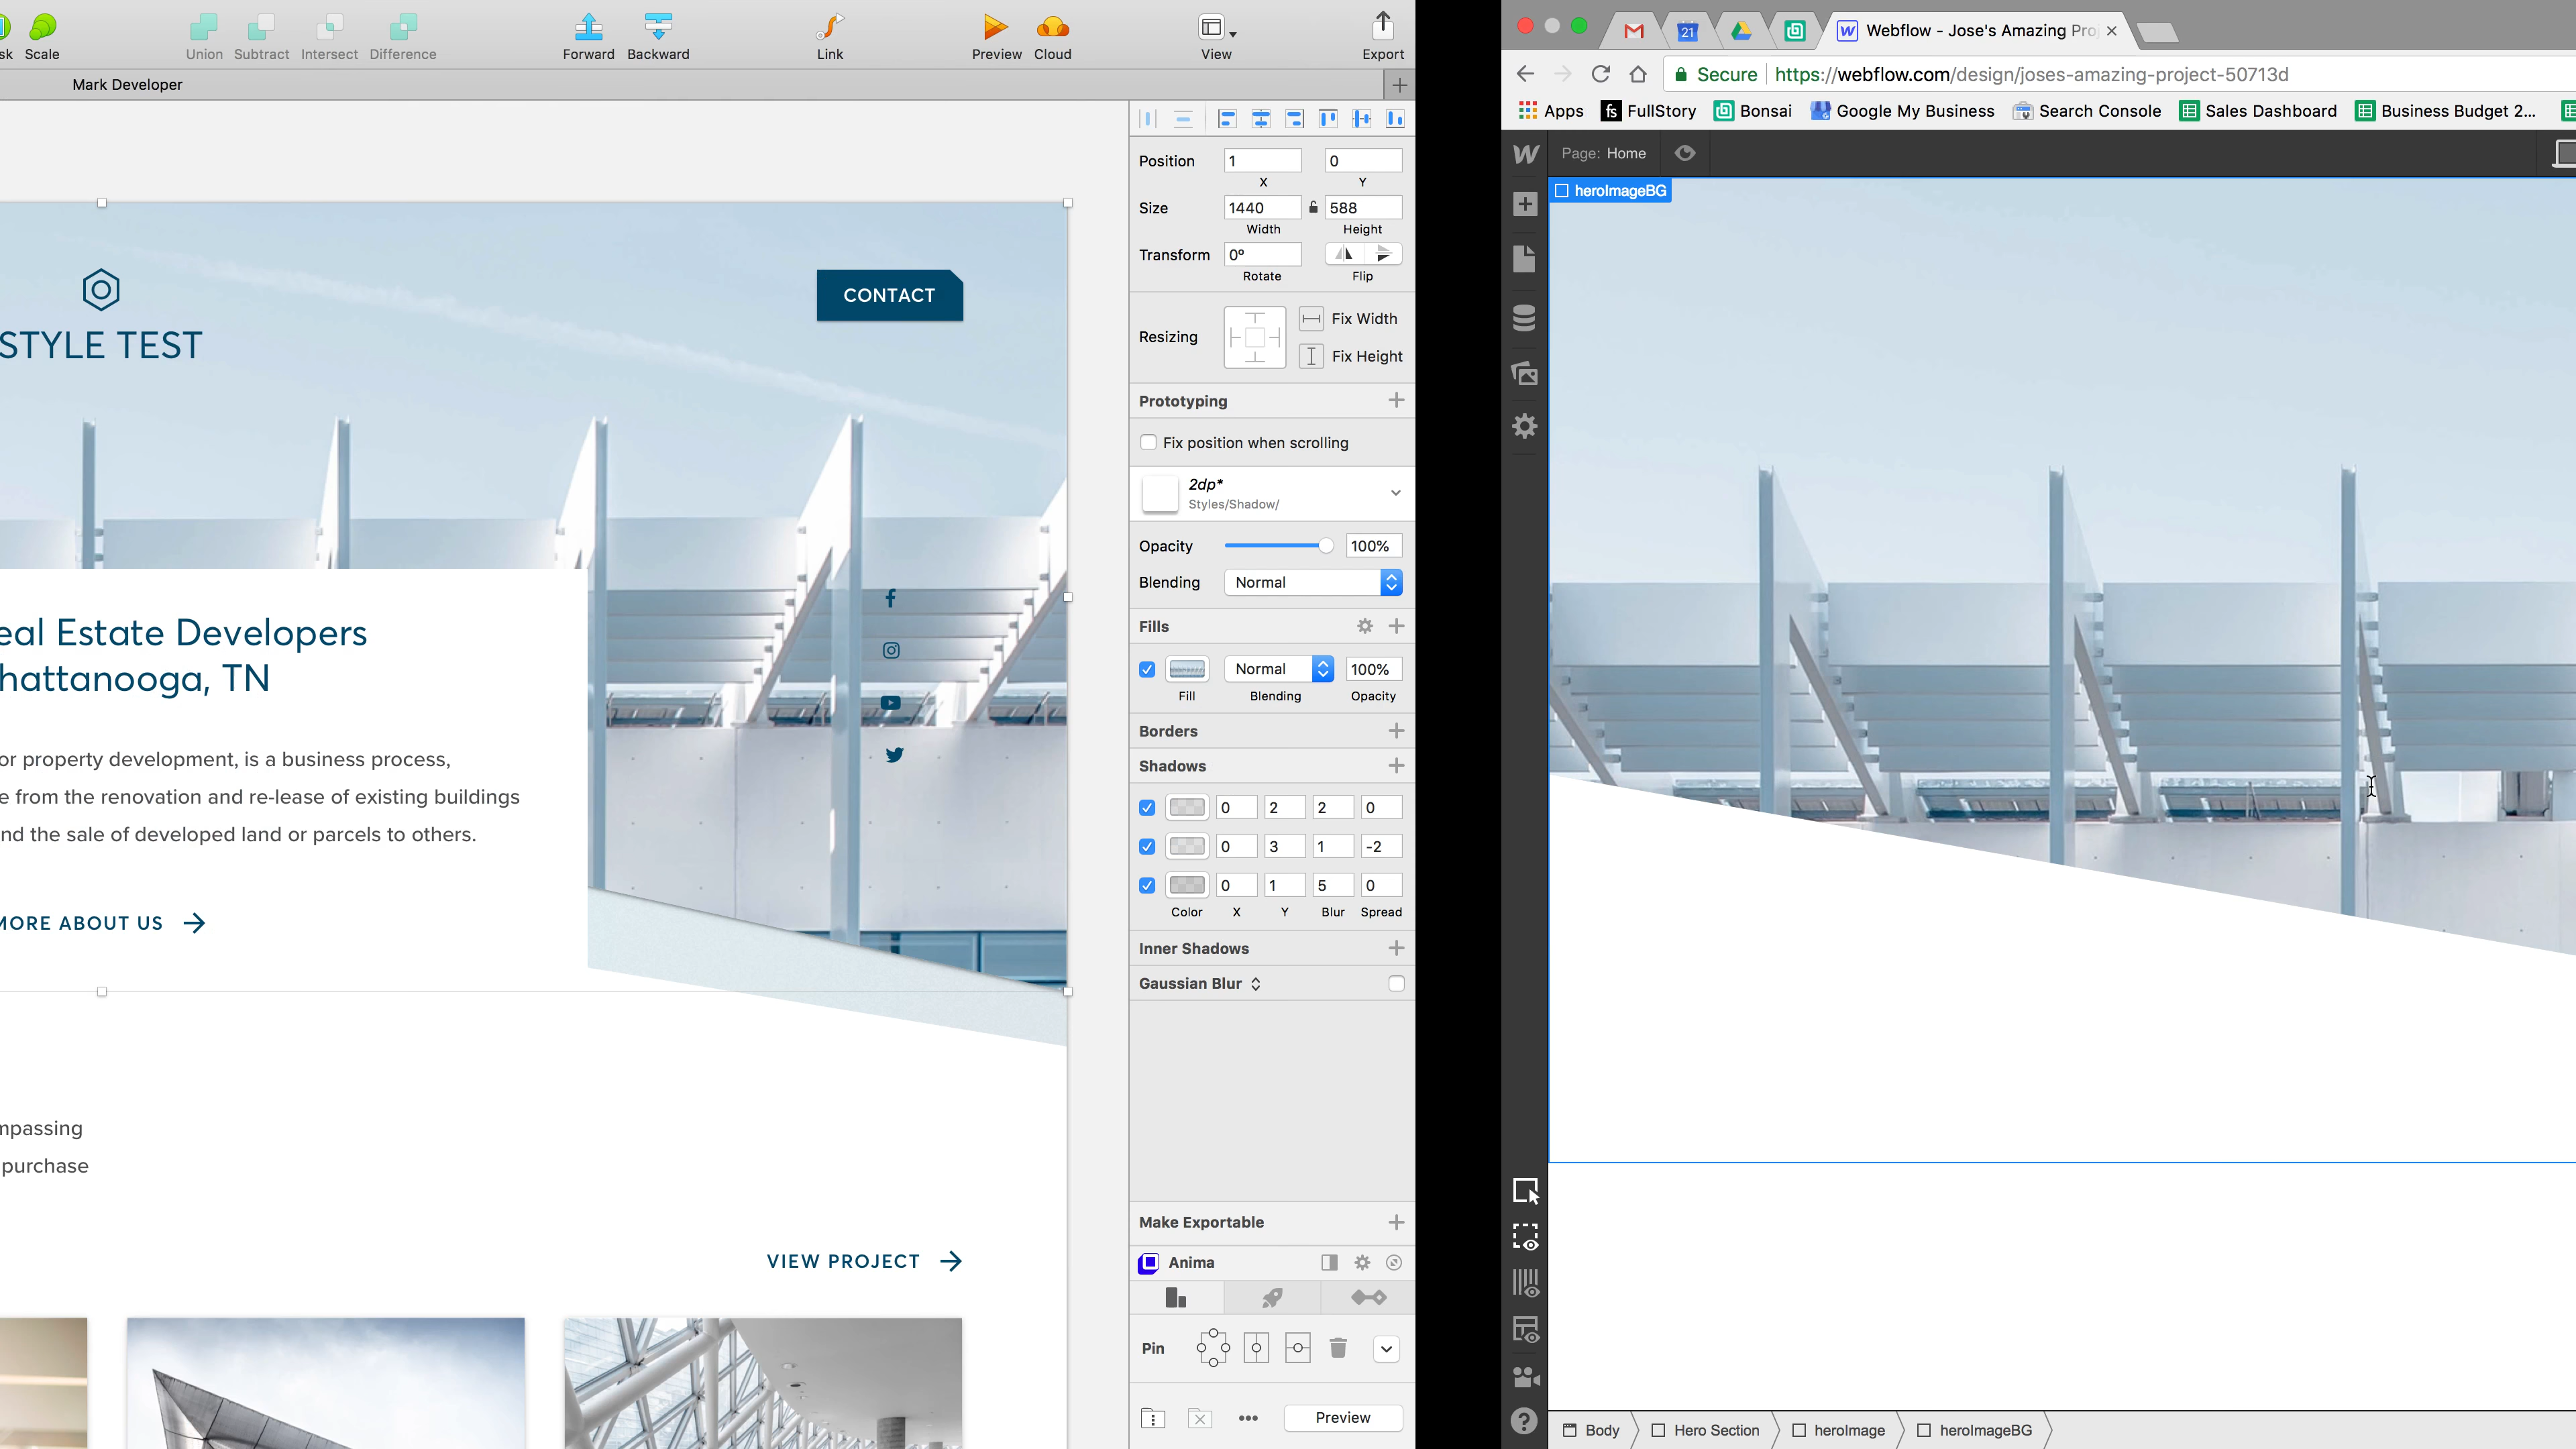 sk
Scale
Union
Subtract
Intersect
Difference
Forward
Backward
Link
Preview
Cloud
View
Export
Mark Developer
STYLE TEST
CONTACT
eal Estate Developers
hattanooga, TN
or property development, is a business process,
e from the renovation and re-lease of existing buildings
nd the sale of developed land or parcels to others.
MORE ABOUT US
mpassing
purchase
VIEW PROJECT
Position 1 0
X Y
Size 1440 588
Width Height
Transform 0º
Rotate Flip
Resizing
Fix Width
Fix Height
Prototyping
Fix position when scrolling
2dp*
Styles/Shadow/
Opacity 100%
Blending Normal
Fills
Normal 100%
Fill Blending Opacity
Borders
Shadows
0 2 2 0
0 3 1 -2
0 1 5 0
Color X Y Blur Spread
Inner Shadows
Gaussian Blur
Make Exportable
Anima
Pin
Preview
21
Webflow - Jose's Amazing Pro
Secure
https://webflow.com/design/joses-amazing-project-50713d
Apps
fs FullStory
Bonsai
Google My Business
Search Console
Sales Dashboard
Business Budget 2...
Page: Home
heroImageBG
Body
Hero Section
heroImage
heroImageBG